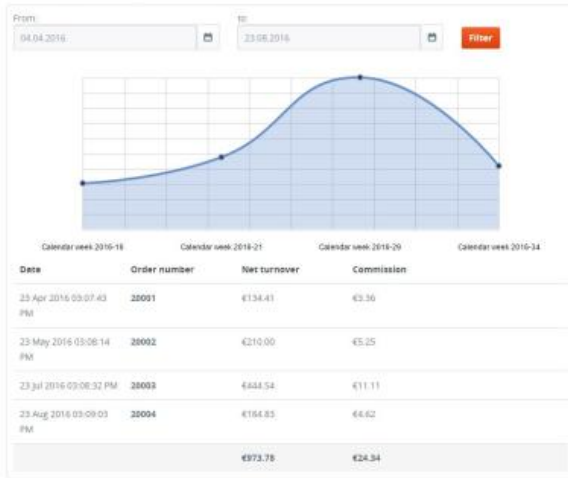 From:
to:
04.04.2016
23.08.2016
Filter
Calendar week 2016-16
Calendar week 2016-21
Calendar week 2016-29
Calendar week 2016-34
Date Order number Net turnover Commission
23 Apr 2016 03:07:43 20001 €134.41 €3.36
PM
23 May 2016 03:08:14 20002 €210.00 €5.25
PM
23 Jul 2016 03:08:32 PM 20003 €444.54 €11.11
23 Aug 2016 03:09:03 20004 €184.83 €4.62
PM
€973.78 €24.34